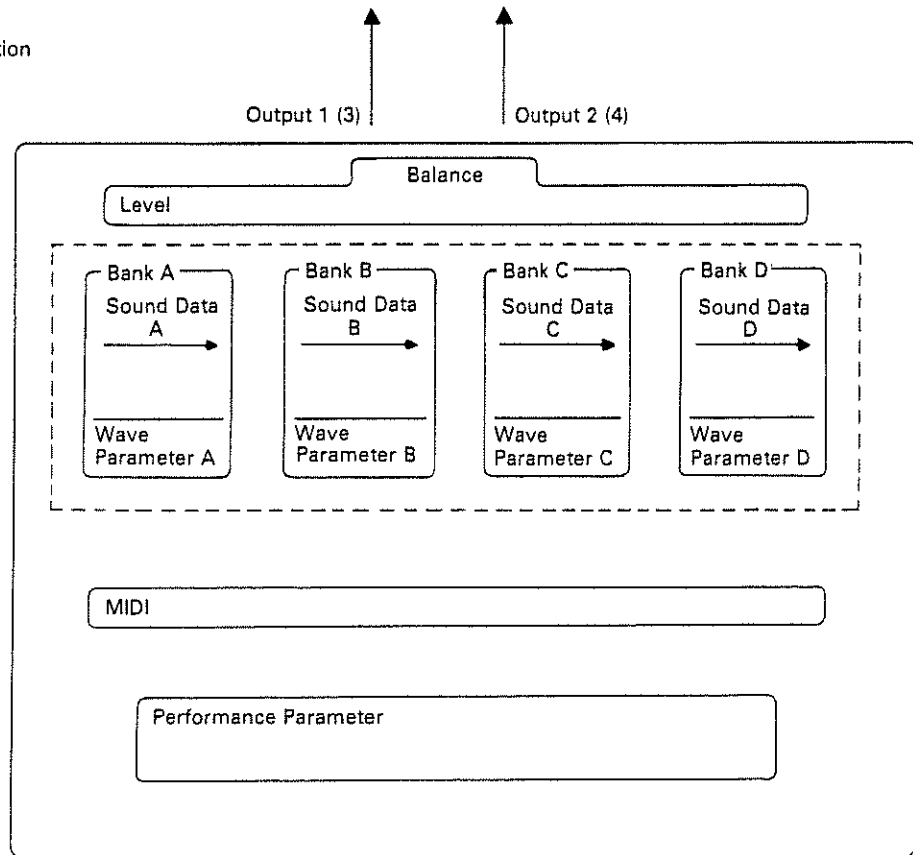 Output 1 (3)
Output 2 (4)
Balance
Level
Bank A
Sound Data
A
Wave
Parameter A
Bank B
Sound Data
B
Wave
Parameter B
Bank C
Sound Data
C
Wave
Parameter C
Bank D
Sound Data
D
Wave
Parameter D
MIDI
Performance Parameter